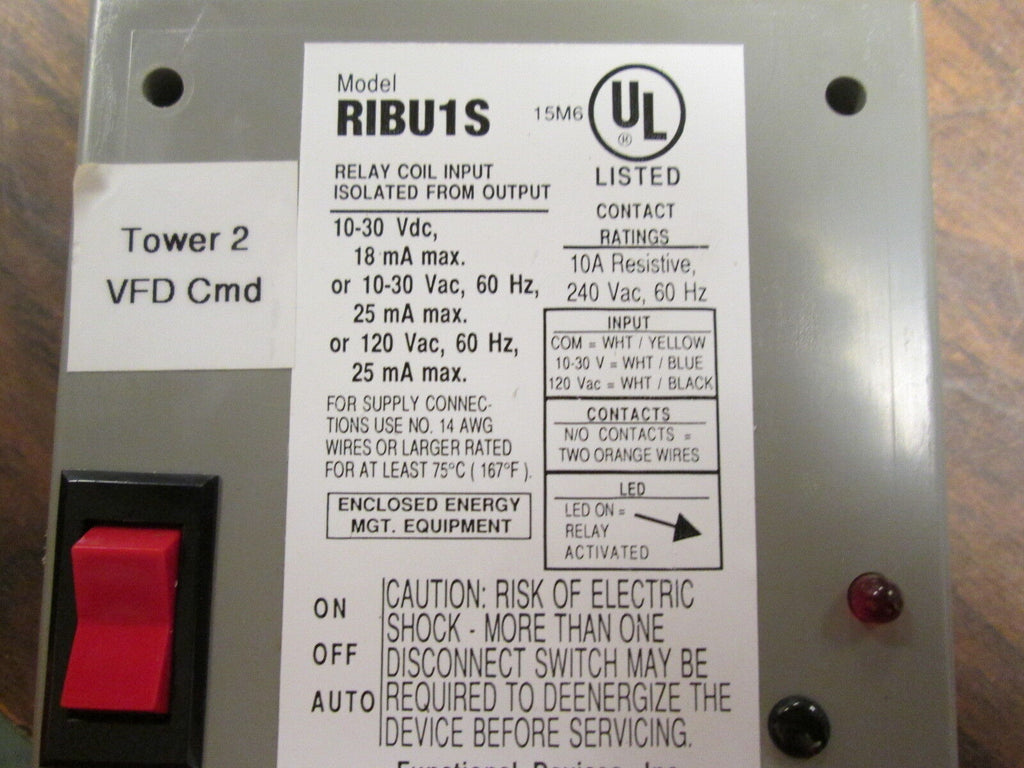 Model
RIBU1S
15M6
UL
®
LISTED
Tower 2
VFD Cmd
RELAY COIL INPUT
ISOLATED FROM OUTPUT
10-30 Vdc,
18 mA max.
or 10-30 Vac, 60 Hz,
25 mA max.
or 120 Vac, 60 Hz,
25 mA max.
FOR SUPPLY CONNEC-
TIONS USE NO. 14 AWG
WIRES OR LARGER RATED
FOR AT LEAST 75°C ( 167°F ).
ENCLOSED ENERGY
MGT. EQUIPMENT
CONTACT
RATINGS
10A Resistive,
240 Vac, 60 Hz
INPUT
COM = WHT / YELLOW
10-30 V = WHT / BLUE
120 Vac = WHT / BLACK
CONTACTS
N/O CONTACTS =
TWO ORANGE WIRES
LED
LED ON =
RELAY
ACTIVATED
ON
OFF
AUTO
CAUTION: RISK OF ELECTRIC
SHOCK - MORE THAN ONE
DISCONNECT SWITCH MAY BE
REQUIRED TO DEENERGIZE THE
DEVICE BEFORE SERVICING.
Functional Devices, Inc.